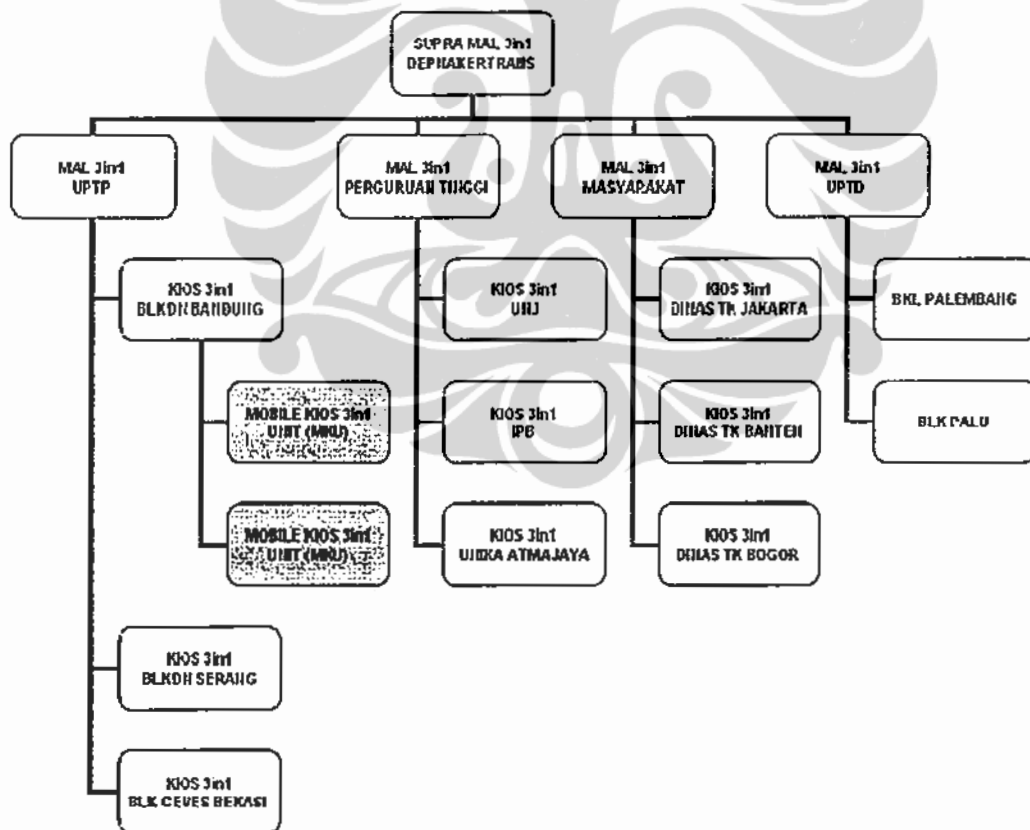 SUPRA MAL 3in1
DEPNAKERTRANS
MAL 3in1
UPTP
MAL 3in1
PERGURUAN TINGGI
MAL 3in1
MASYARAKAT
MAL 3in1
UPTD
KIOS 3in1
BLKDN BANDUNG
KIOS 3in1
UNJ
KIOS 3in1
DINAS TK JAKARTA
BKL PALEMBANG
MOBILE KIOS 3in1
UNIT (MKU)
KIOS 3in1
IPB
KIOS 3in1
DINAS TK BANTEN
BLK PALU
MOBILE KIOS 3in1
UNIT (MKU)
KIOS 3in1
UNIKA ATMAJAYA
KIOS 3in1
DINAS TK BOGOR
KIOS 3in1
BLKDN SERANG
KIOS 3in1
BLK CEVES BEKASI